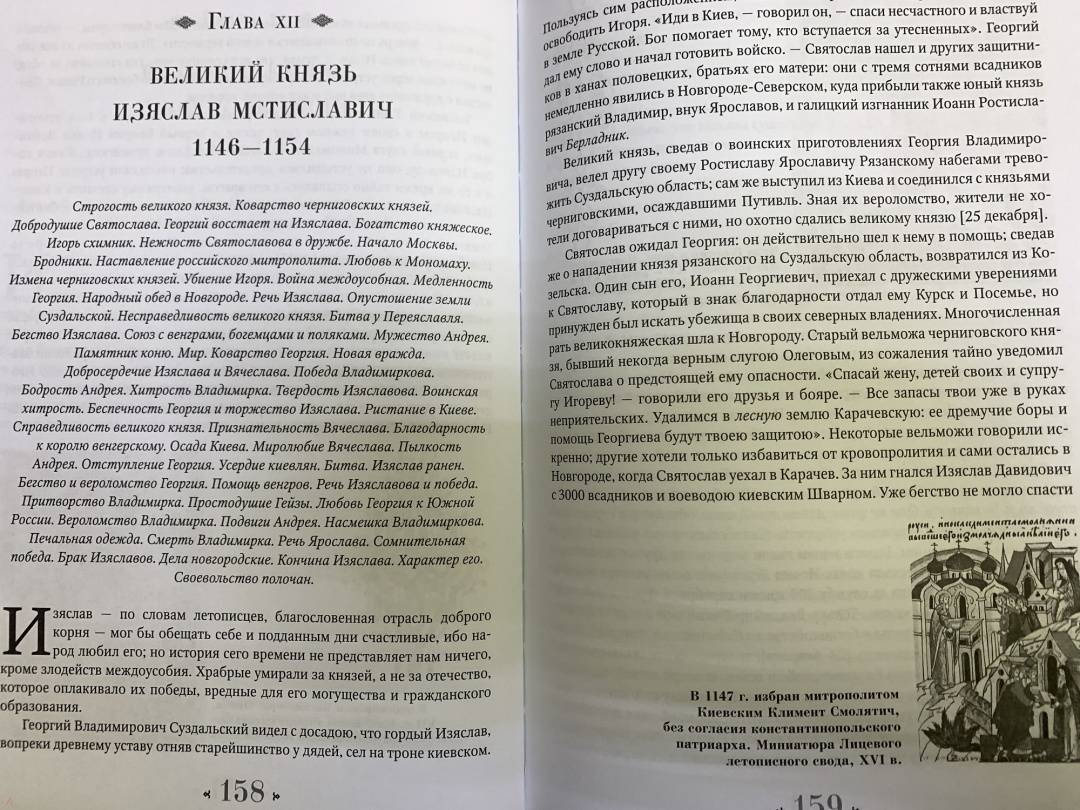 Глава XII
ВЕЛИКИЙ КНЯЗЬ
ИЗЯСЛАВ МСТИСЛАВИЧ
1146—1154
Строгость великого князя. Коварство черниговских князей.
Добродушие Святослава. Георгий восстает на Изяслава. Богатство княжеское.
Игорь схимник. Нежность Святославова в дружбе. Начало Москвы.
Бродники. Наставление российского митрополита. Любовь к Мономаху.
Измена черниговских князей. Убиение Игоря. Война междоусобная. Медленность
Георгия. Народный обед в Новгороде. Речь Изяслава. Опустошение земли
Суздальской. Несправедливость великого князя. Битва у Переяславля.
Бегство Изяслава. Союз с венграми, богемцами и поляками. Мужество Андрея.
Памятник коню. Мир. Коварство Георгия. Новая вражда.
Добросердечие Изяслава и Вячеслава. Победа Владимиркова.
Бодрость Андрея. Хитрость Владимирка. Твердость Изяславова. Воинская
хитрость. Беспечность Георгия и торжество Изяслава. Ристание в Киеве.
Справедливость великого князя. Признательность Вячеслава. Благодарность
к королю венгерскому. Осада Киева. Миролюбие Вячеслава. Пылкость
Андрея. Отступление Георгия. Усердие киевлян. Битва. Изяслав ранен.
Бегство и вероломство Георгия. Помощь венгров. Речь Изяславова и победа.
Притворство Владимирка. Простодушие Гейзы. Любовь Георгия к Южной
России. Вероломство Владимирка. Подвиги Андрея. Насмешка Владимиркова.
Печальная одежда. Смерть Владимирка. Речь Ярослава. Сомнительная
победа. Брак Изяславов. Дела новгородские. Кончина Изяслава. Характер его.
Своевольство полочан.
Изяслав — по словам летописцев, благословенная отрасль доброго
корня — мог бы обещать себе и подданным дни счастливые, ибо на-
род любил его; но история сего времени не представляет нам ничего,
кроме злодейств междоусобия. Храбрые умирали за князей, а не за отечество,
которое оплакивало их победы, вредные для его могущества и гражданского
образования.
Георгий Владимирович Суздальский видел с досадою, что гордый Изяслав,
вопреки древнему уставу отняв старейшинство у дядей, сел на троне киевском.
158
Пользуясь сим расположением,
освободить Игоря. «Иди в Киев, — говорил он, — спаси несчастного и властвуй
в земле Русской. Бог помогает тому, кто вступается за утесненных». Георгий
дал ему слово и начал готовить войско. — Святослав нашел и других защитни-
ков в ханах половецких, братьях его матери: они с тремя сотнями всадников
немедленно явились в Новгороде-Северском, куда прибыли также юный князь
рязанский Владимир, внук Ярославов, и галицкий изгнанник Иоанн Ростисла-
вич Берладник.
Великий князь, сведав о воинских приготовлениях Георгия Владимиро-
вича, велел другу своему Ростиславу Ярославичу Рязанскому набегами трево-
жить Суздальскую область; сам же выступил из Киева и соединился с князьями
черниговскими, осаждавшими Путивль. Зная их вероломство, жители не хо-
тели договариваться с ними, но охотно сдались великому князю [25 декабря].
Святослав ожидал Георгия: он действительно шел к нему в помощь; сведав
же о нападении князя рязанского на Суздальскую область, возвратился из Ко-
зельска. Один сын его, Иоанн Георгиевич, приехал с дружескими уверениями
к Святославу, который в знак благодарности отдал ему Курск и Посемье, но
принужден был искать убежища в своих северных владениях. Многочисленная
рать великокняжеская шла к Новгороду. Старый вельможа черниговского кня-
зя, бывший некогда верным слугою Олеговым, из сожаления тайно уведомил
Святослава о предстоящей ему опасности. «Спасай жену, детей своих и супру-
гу Игореву! — говорили его друзья и бояре. — Все запасы твои уже в руках
неприятельских. Удалимся в лесную землю Карачевскую: ее дремучие боры и
помощь Георгиева будут твоею защитою». Некоторые вельможи говорили ис-
кренно; другие хотели только избавиться от кровопролития и сами остались в
Новгороде, когда Святослав уехал в Карачев. За ним гнался Изяслав Давидович
с 3000 всадников и воеводою киевским Шварном. Уже бегство не могло спасти
В 1147 г. избран митрополитом
Киевским Климент Смолятич,
без согласия константинопольского
патриарха. Миниатюра Лицевого
летописного свода, XVI в.
159